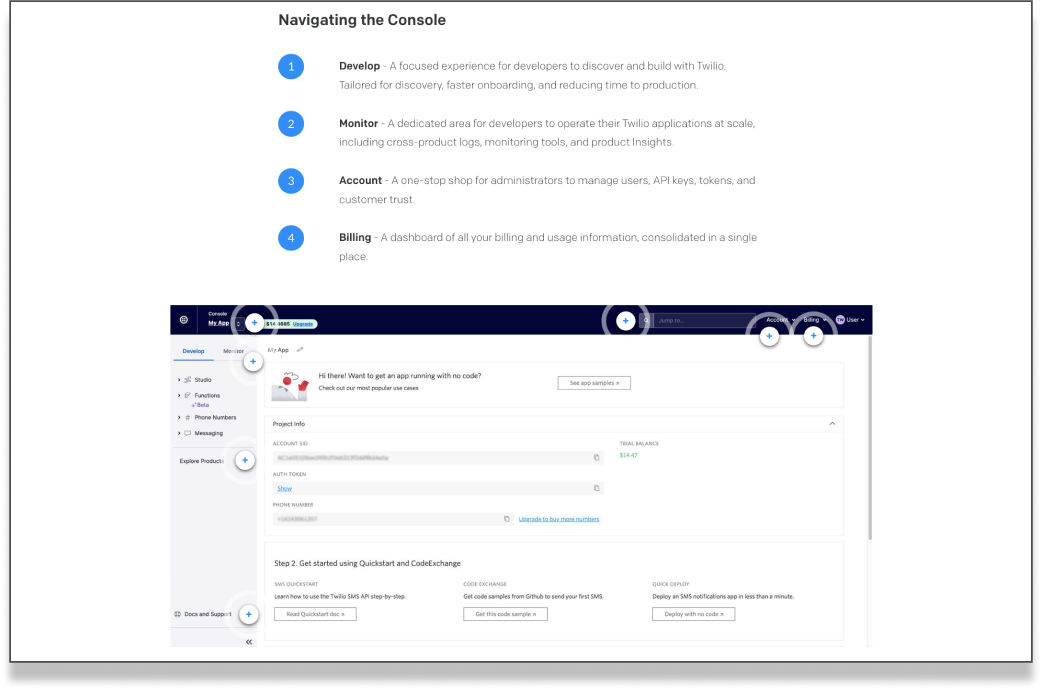 Navigating the Console
1
Develop - A focused experience for developers to discover and build with Twilio.
Tailored for discovery, faster onboarding, and reducing time to production.
2
Monitor - A dedicated area for developers to operate their Twilio applications at scale,
including cross-product logs, monitoring tools, and product Insights.
3
Account - A one-stop shop for administrators to manage users, API keys, tokens, and
customer trust.
4
Billing - A dashboard of all your billing and usage information, consolidated in a single
place.
Console
My App
$14.4685 Upgrade
Jump to...
Account
Billing
TW User
Develop
Monitor
My App
Studio
Functions
Beta
# Phone Numbers
Messaging
Explore Products
Docs and Support
Hi there! Want to get an app running with no code?
Check out our most popular use cases
See app samples
Project Info
ACCOUNT SID
TRIAL BALANCE
$14.47
AUTH TOKEN
Show
PHONE NUMBER
Upgrade to buy more numbers
Step 2. Get started using Quickstart and CodeExchange
SMS QUICKSTART
Learn how to use the Twilio SMS API step-by-step.
Read Quickstart doc
CODE EXCHANGE
Get code samples from Github to send your first SMS.
Get this code sample
QUICK DEPLOY
Deploy an SMS notifications app in less than a minute.
Deploy with no code